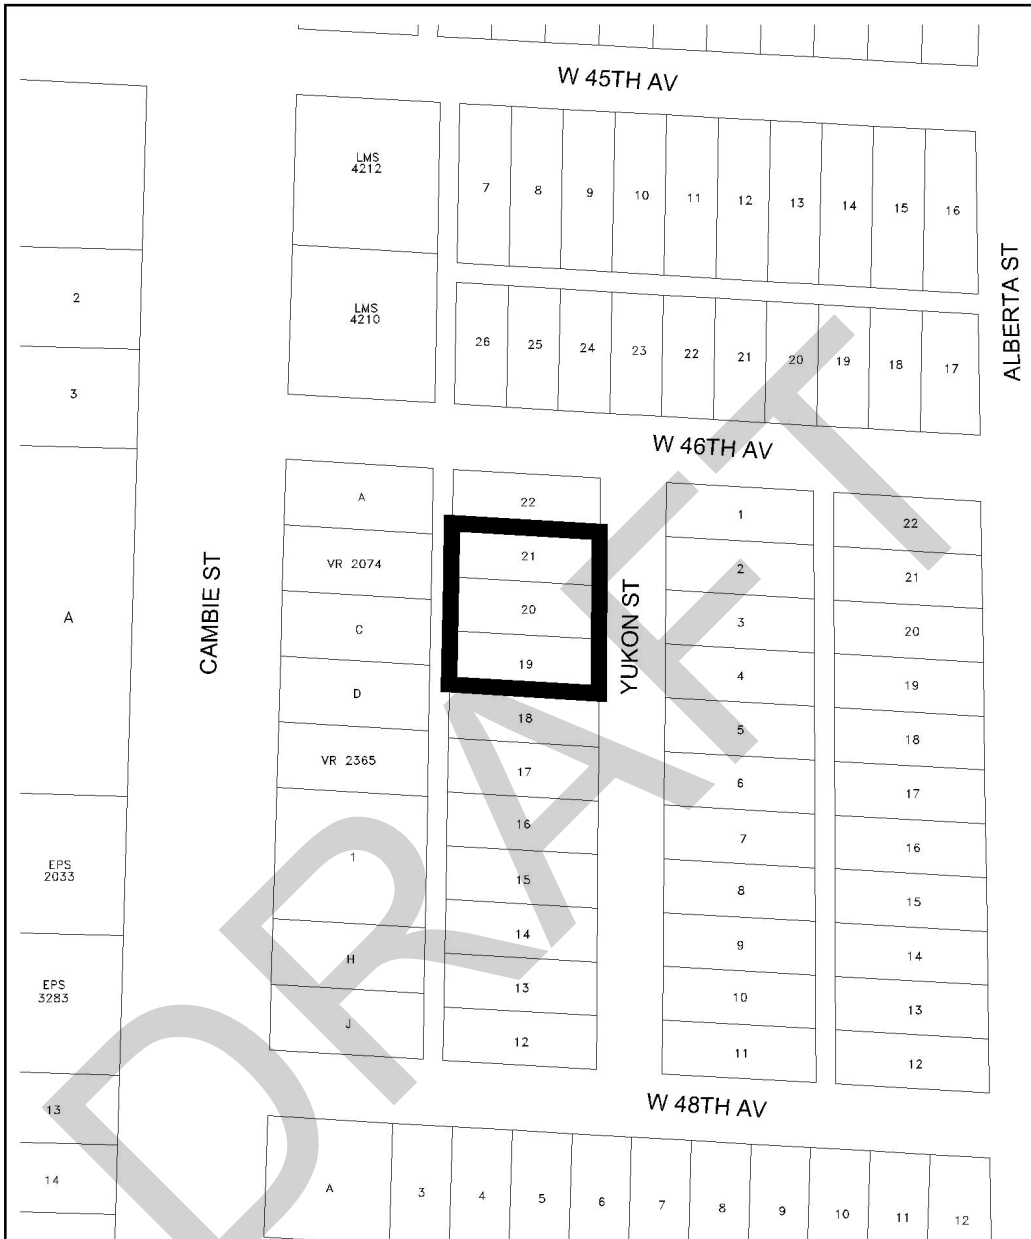 W 45TH AV
LMS
4212
7 8 9 10 11 12 13 14 15 16
ALBERTA ST
2
LMS
4210
26 25 24 23 22 21 20 19 18 17
3
W 46TH AV
A
22
1
22
CAMBIE ST
VR 2074
21
2
21
A
C
20
YUKON ST
3
20
19
4
19
D
18
5
18
VR 2365
17
6
17
16
7
16
EPS
2033
1
15
8
15
14
9
14
H
EPS
3283
13
10
13
J
12
11
12
13
W 48TH AV
14
A 3 4 5 6 7 8 9 10 11 12
DRAFT